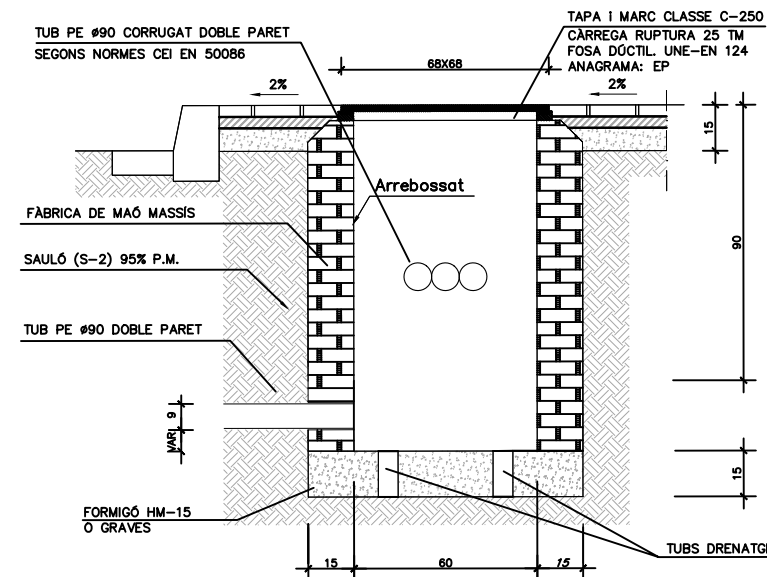 TUB PE ø90 CORRUGAT DOBLE PARET
SEGONS NORMES CEI EN 50086
TAPA i MARC CLASSE C-250
CÀRREGA RUPTURA 25 TM
FOSA DÚCTIL. UNE-EN 124
ANAGRAMA: EP
68X68
2%
2%
15
Arrebossat
FÀBRICA DE MAÓ MASSÍS
90
SAULÓ (S-2) 95% P.M.
TUB PE ø90 DOBLE PARET
9
VAR
15
FORMIGÓ HM-15
O GRAVES
TUBS DRENATGE
15
60
15